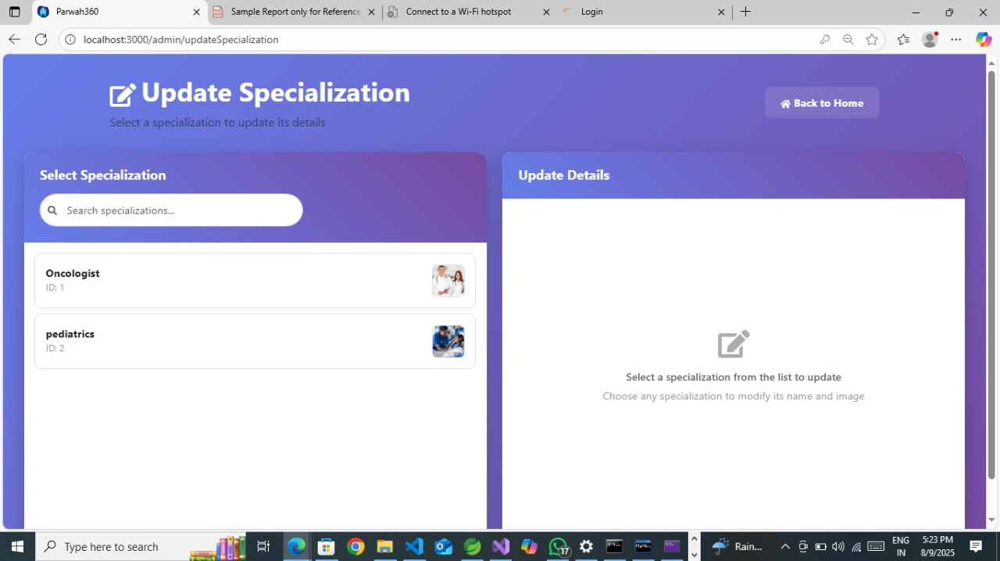 Parwah360
Sample Report only for Reference
Connect to a Wi-Fi hotspot
Login
localhost:3000/admin/updateSpecialization
Update Specialization
Select a specialization to update its details
Back to Home
Select Specialization
Search specializations...
Oncologist
ID: 1
pediatrics
ID: 2
Update Details
Select a specialization from the list to update
Choose any specialization to modify its name and image
Type here to search
17
Rain...
ENG
IN
5:23 PM
8/9/2025